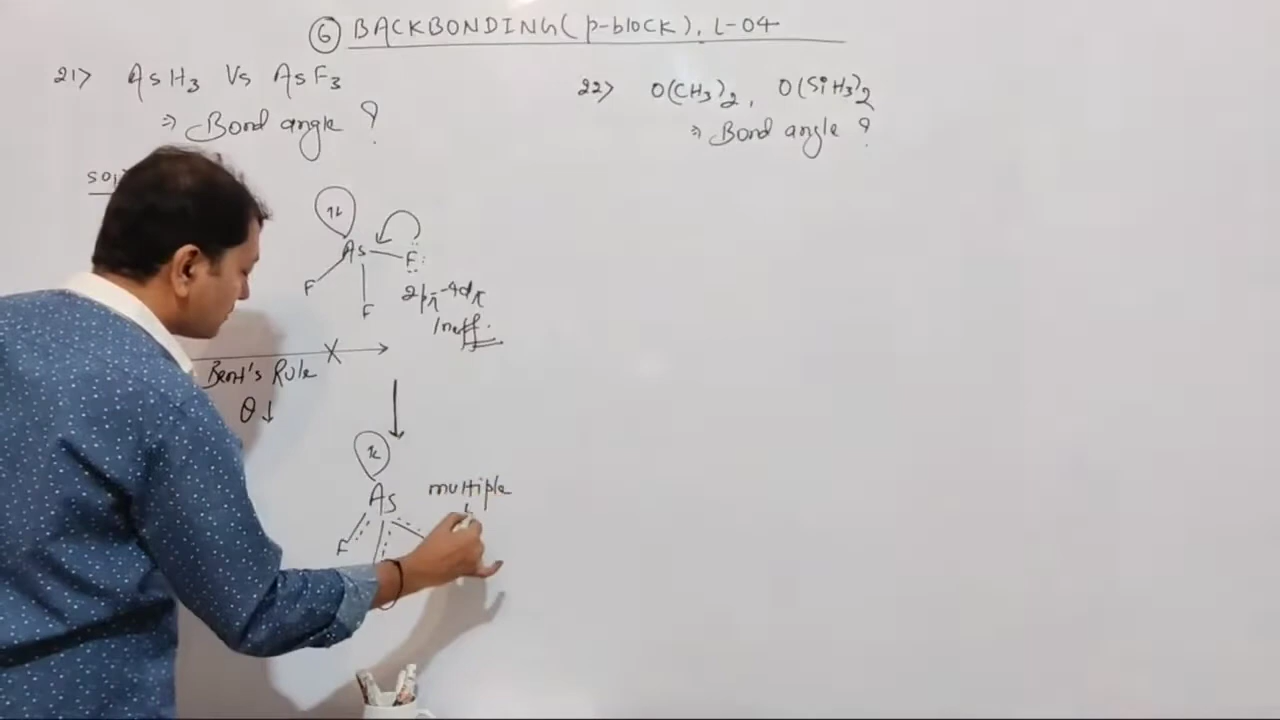 ⑥ BACKBONDING (p-block), L-04
21> AsH₃ Vs AsF₃
⇒ Bond angle ?
22> O(CH₃)₂, O(SiH₃)₂
⇒ Bond angle ?
As
F:
F
F
2pπ-4dπ
Ineff.
Bent's Rule
θ↓
As
F
multiple